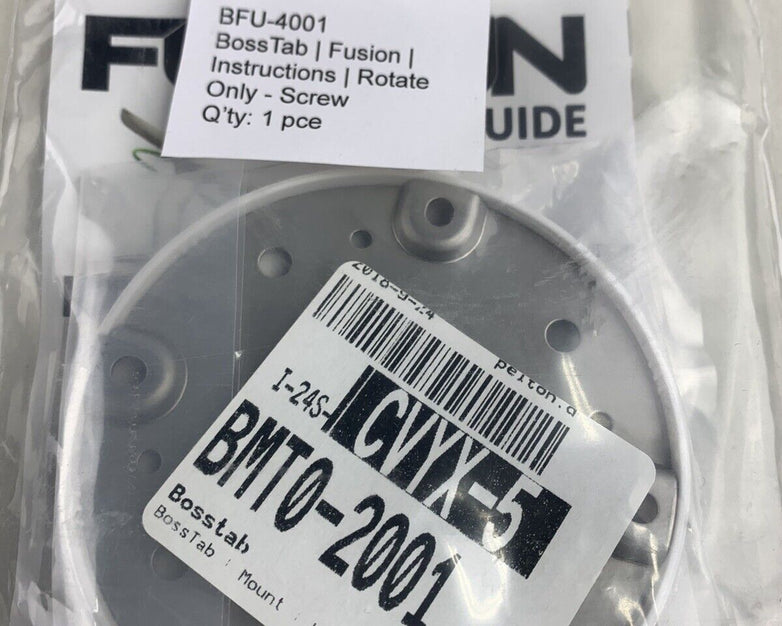 BFU-4001
BossTab | Fusion |
Instructions | Rotate
Only - Screw
Q'ty: 1 pce
UIDE
2018-9-24
pelton.d
I-24S-
CVYX-5
BMT0-2001
Bosstab
BossTab | Mount |